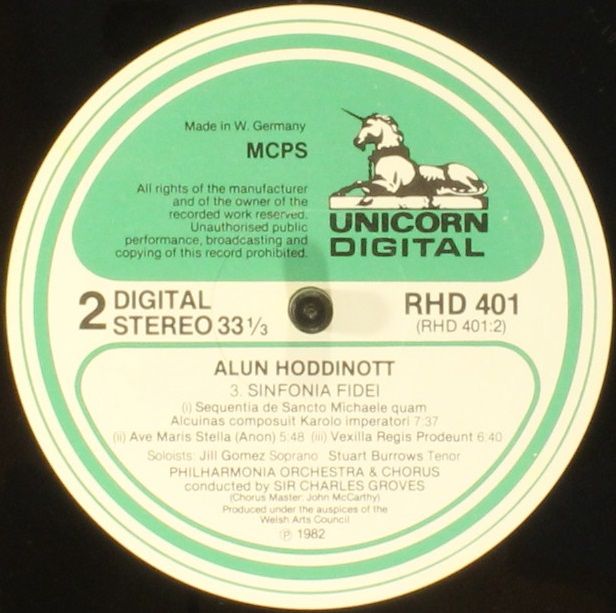 Made in W. Germany
MCPS
All rights of the manufacturer
and of the owner of the
recorded work reserved.
Unauthorised public
performance, broadcasting and
copying of this record prohibited.
UNICORN
DIGITAL
2 DIGITAL
STEREO 33 1/3
RHD 401
(RHD 401:2)
ALUN HODDINOTT
3. SINFONIA FIDEI
(i) Sequentia de Sancto Michaele quam
Alcuinas composuit Karolo imperatori 7:37
(ii) Ave Maris Stella (Anon) 5:48 (iii) Vexilla Regis Prodeunt 6:40
Soloists: Jill Gomez Soprano Stuart Burrows Tenor
PHILHARMONIA ORCHESTRA & CHORUS
conducted by SIR CHARLES GROVES
(Chorus Master: John McCarthy)
Produced under the auspices of the
Welsh Arts Council
℗ 1982